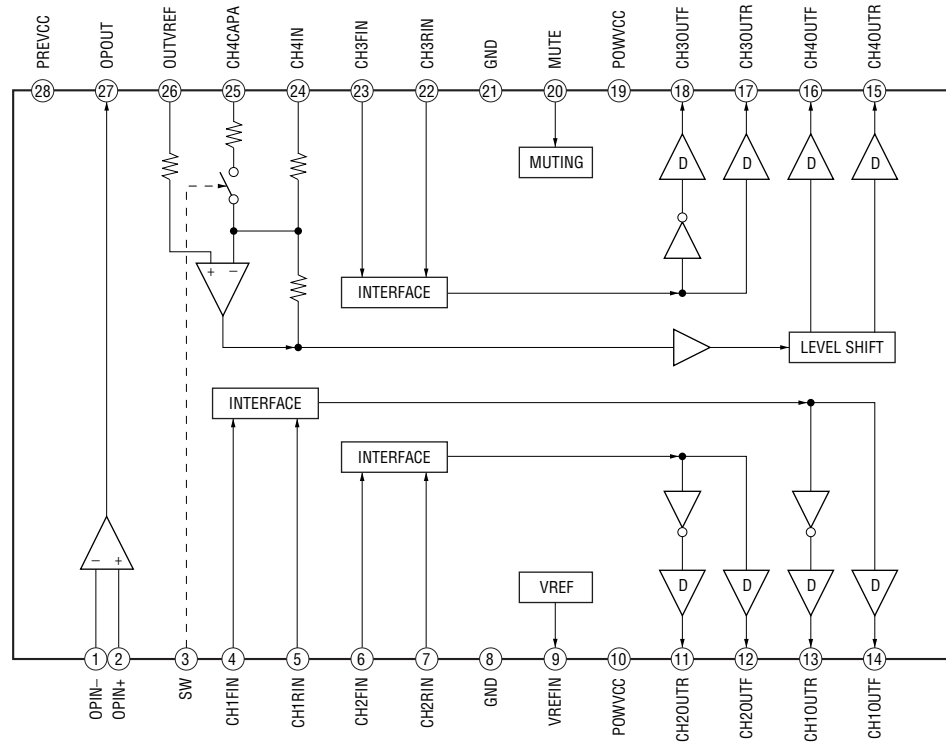 PREVCC
OPOUT
OUTVREF
CH4CAPA
CH4IN
CH3FIN
CH3RIN
GND
MUTE
POWVCC
CH3OUTF
CH3OUTR
CH4OUTF
CH4OUTR
28 27 26 25 24 23 22 21 20 19 18 17 16 15
MUTING
D D D D
+ −
INTERFACE
LEVEL SHIFT
INTERFACE
INTERFACE
− +
VREF
D D D D
1 2 3 4 5 6 7 8 9 10 11 12 13 14
OPIN−
OPIN+
SW
CH1FIN
CH1RIN
CH2FIN
CH2RIN
GND
VREFIN
POWVCC
CH2OUTR
CH2OUTF
CH1OUTR
CH1OUTF